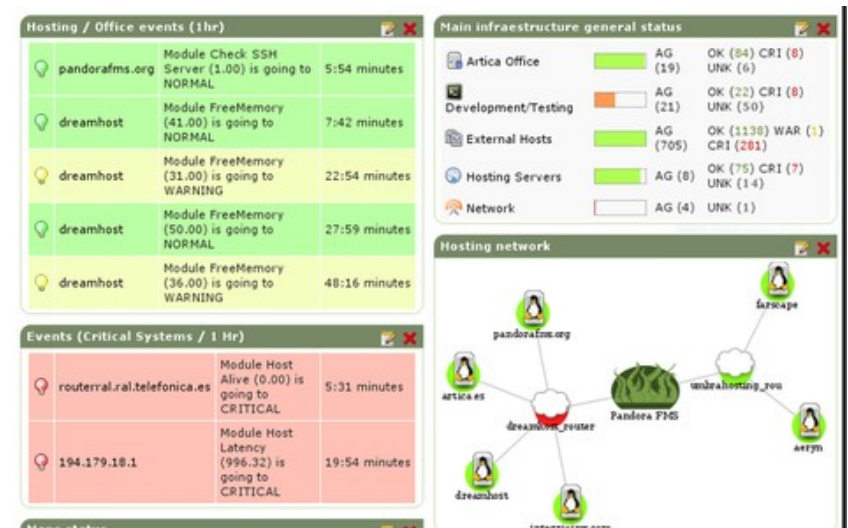 Hosting / Office events (1hr)
pandorafms.org
Module Check SSH
Server (1.00) is going to
NORMAL
5:54 minutes
dreamhost
Module FreeMemory
(41.00) is going to
NORMAL
7:42 minutes
dreamhost
Module FreeMemory
(31.00) is going to
WARNING
22:54 minutes
dreamhost
Module FreeMemory
(50.00) is going to
NORMAL
27:59 minutes
dreamhost
Module FreeMemory
(36.00) is going to
WARNING
48:16 minutes
Events (Critical Systems / 1 Hr)
routerral.ral.telefonica.es
Module Host
Alive (0.00) is
going to
CRITICAL
5:31 minutes
194.179.18.1
Module Host
Latency
(996.32) is
going to
CRITICAL
19:54 minutes
Main infraestructure general status
Artica Office
AG
(19)
OK (84) CRI (8)
UNK (6)
Development/Testing
AG
(21)
OK (22) CRI (8)
UNK (50)
External Hosts
AG
(705)
OK (1138) WAR (1)
CRI (281)
Hosting Servers
AG (8)
OK (75) CRI (7)
UNK (14)
Network
AG (4)
UNK (1)
Hosting network
farscape
pandorafms.org
artica.es
umbrahosting_rou
Pandora FMS
dreamhost_router
aeryn
dreamhost